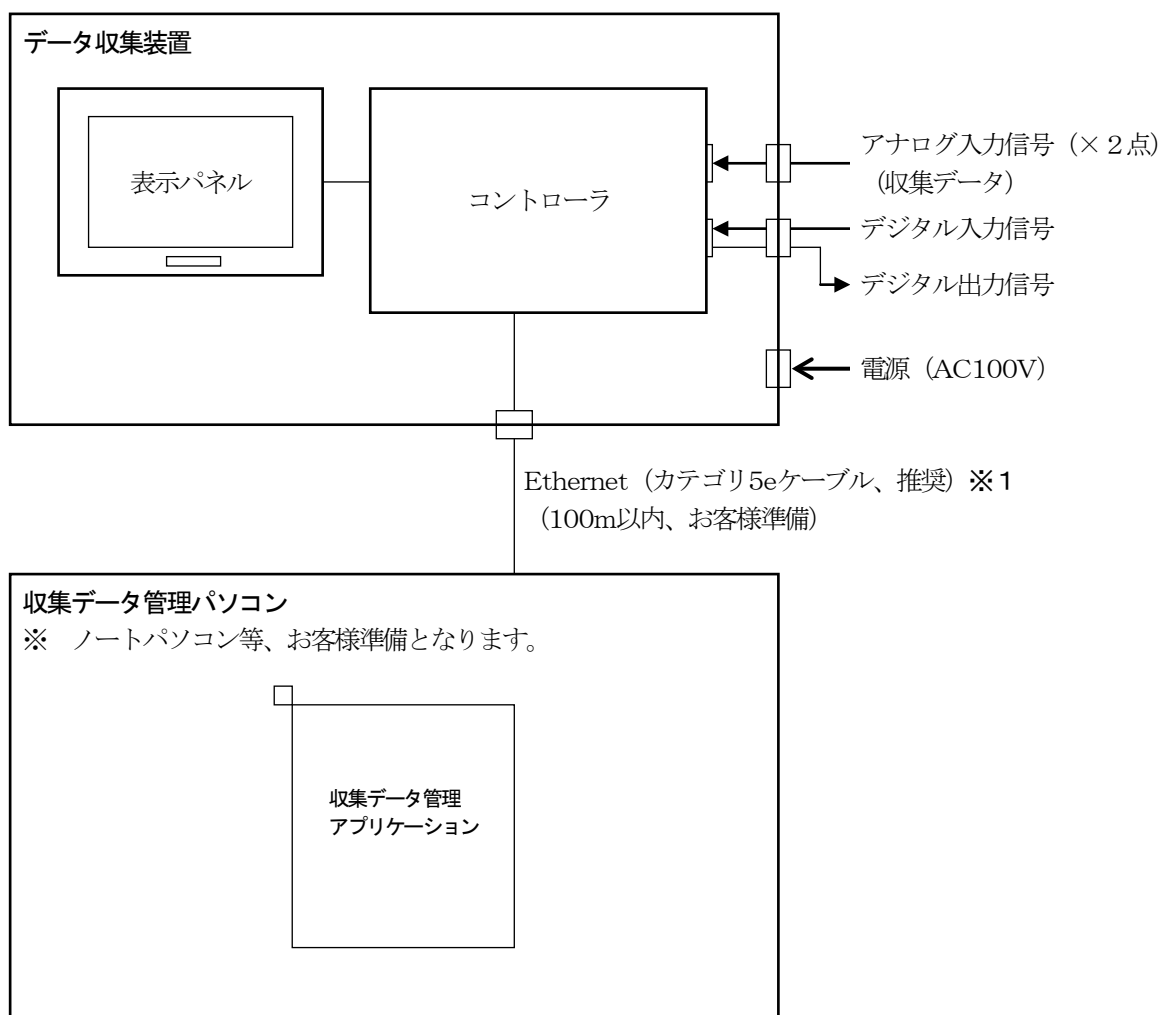 データ収集装置
表示パネル
コントローラ
アナログ入力信号（×２点）
（収集データ）
デジタル入力信号
デジタル出力信号
電源（AC100V）
Ethernet（カテゴリ5eケーブル、推奨）※１
（100m以内、お客様準備）
収集データ管理パソコン
※　ノートパソコン等、お客様準備となります。
収集データ管理
アプリケーション